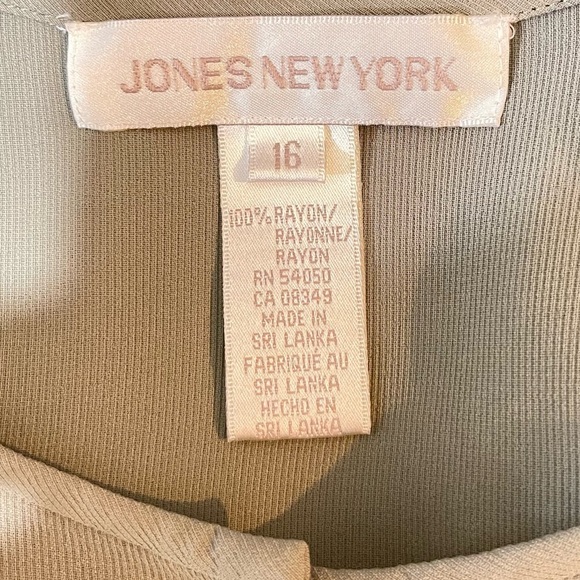 JONES NEW YORK
16
100% RAYON/
RAYONNE/
RAYON
RN 54050
CA 08349
MADE IN
SRI LANKA
FABRIQUÉ AU
SRI LANKA
HECHO EN
SRI LANKA